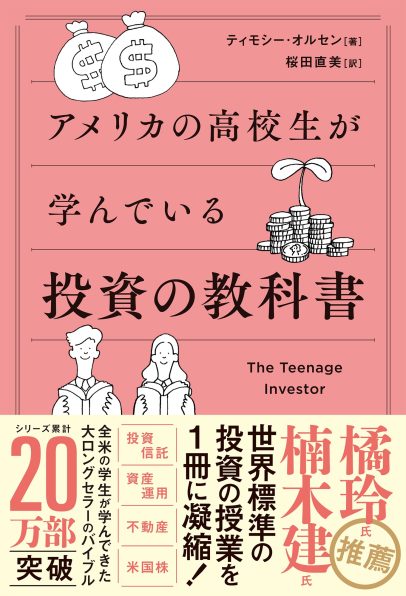 ティモシー・オルセン[著]
桜田直美[訳]
アメリカの高校生が
学んでいる
投資の教科書
The Teenage
Investor
橘玲氏
楠木建氏
推薦
世界標準の
投資の授業を
1冊に凝縮!
投資
信託
資産
運用
不動産
米国株
全米の学生が学んできた
大ロングセラーのバイブル
シリーズ累計
20
万部
突破
$
$